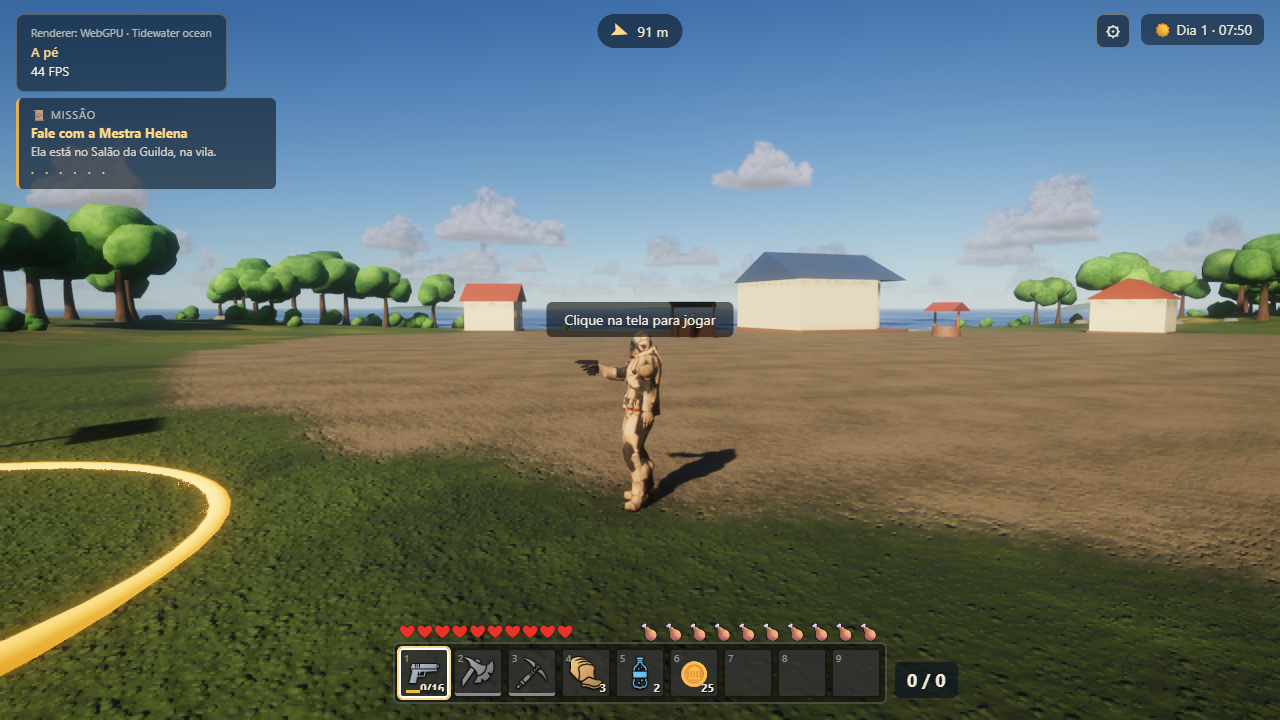 Renderer: WebGPU · Tidewater ocean
A pé
44 FPS
91 m
Dia 1 · 07:50
MISSÃO
Fale com a Mestra Helena
Ela está no Salão da Guilda, na vila.
Clique na tela para jogar
1
0/16
2
3
4
3
5
2
6
25
7
8
9
0 / 0